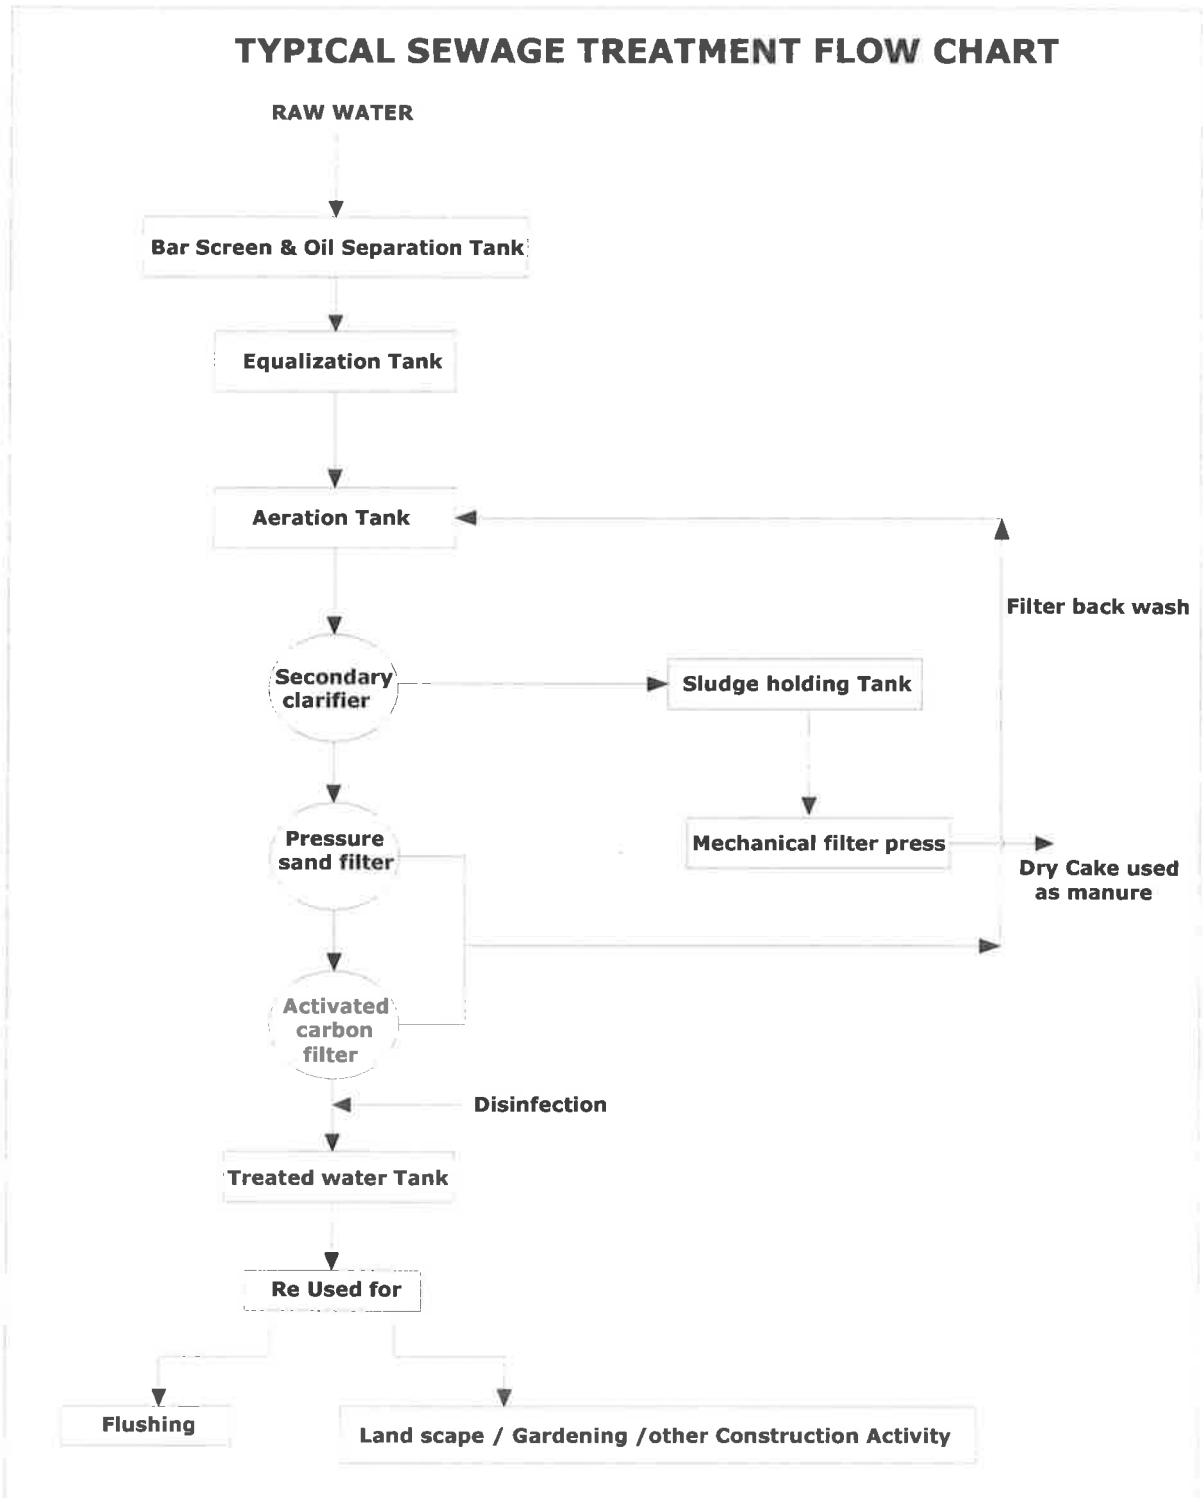 TYPICAL SEWAGE TREATMENT FLOW CHART
RAW WATER
Bar Screen & Oil Separation Tank
Equalization Tank
Aeration Tank
Filter back wash
Secondary
clarifier
Sludge holding Tank
Pressure
sand filter
Mechanical filter press
Dry Cake used
as manure
Activated
carbon
filter
Disinfection
Treated water Tank
Re Used for
Flushing
Land scape / Gardening /other Construction Activity